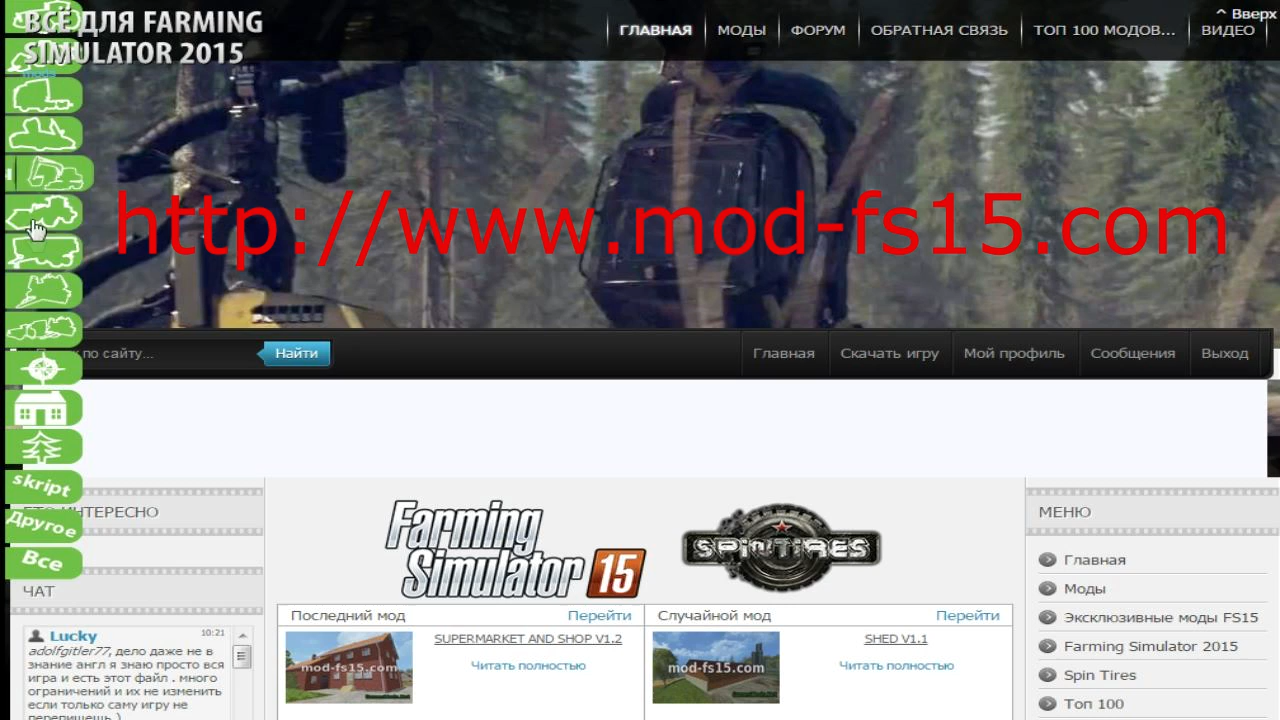 ВСЁ ДЛЯ FARMING
SIMULATOR 2015
mods
ГЛАВНАЯ
МОДЫ
ФОРУМ
ОБРАТНАЯ СВЯЗЬ
ТОП 100 МОДОВ...
ВИДЕО
^ Вверх
http://www.mod-fs15.com
по сайту...
Найти
Главная
Скачать игру
Мой профиль
Сообщения
Выход
skript
Другое
Все
ИНТЕРЕСНО
ЧАТ
Lucky
10:21
adolfgitler77, дело даже не в
знание англ я знаю просто вся
игра и есть этот файл . много
ограничений и их не изменить
если только саму игру не
перепишешь )
Farming
Simulator 15
SPINTIRES
Последний мод
Перейти
SUPERMARKET AND SHOP V1.2
Читать полностью
mod-fs15.com
Случайной мод
Перейти
SHED V1.1
Читать полностью
mod-fs15.com
МЕНЮ
Главная
Моды
Эксклюзивные моды FS15
Farming Simulator 2015
Spin Tires
Топ 100